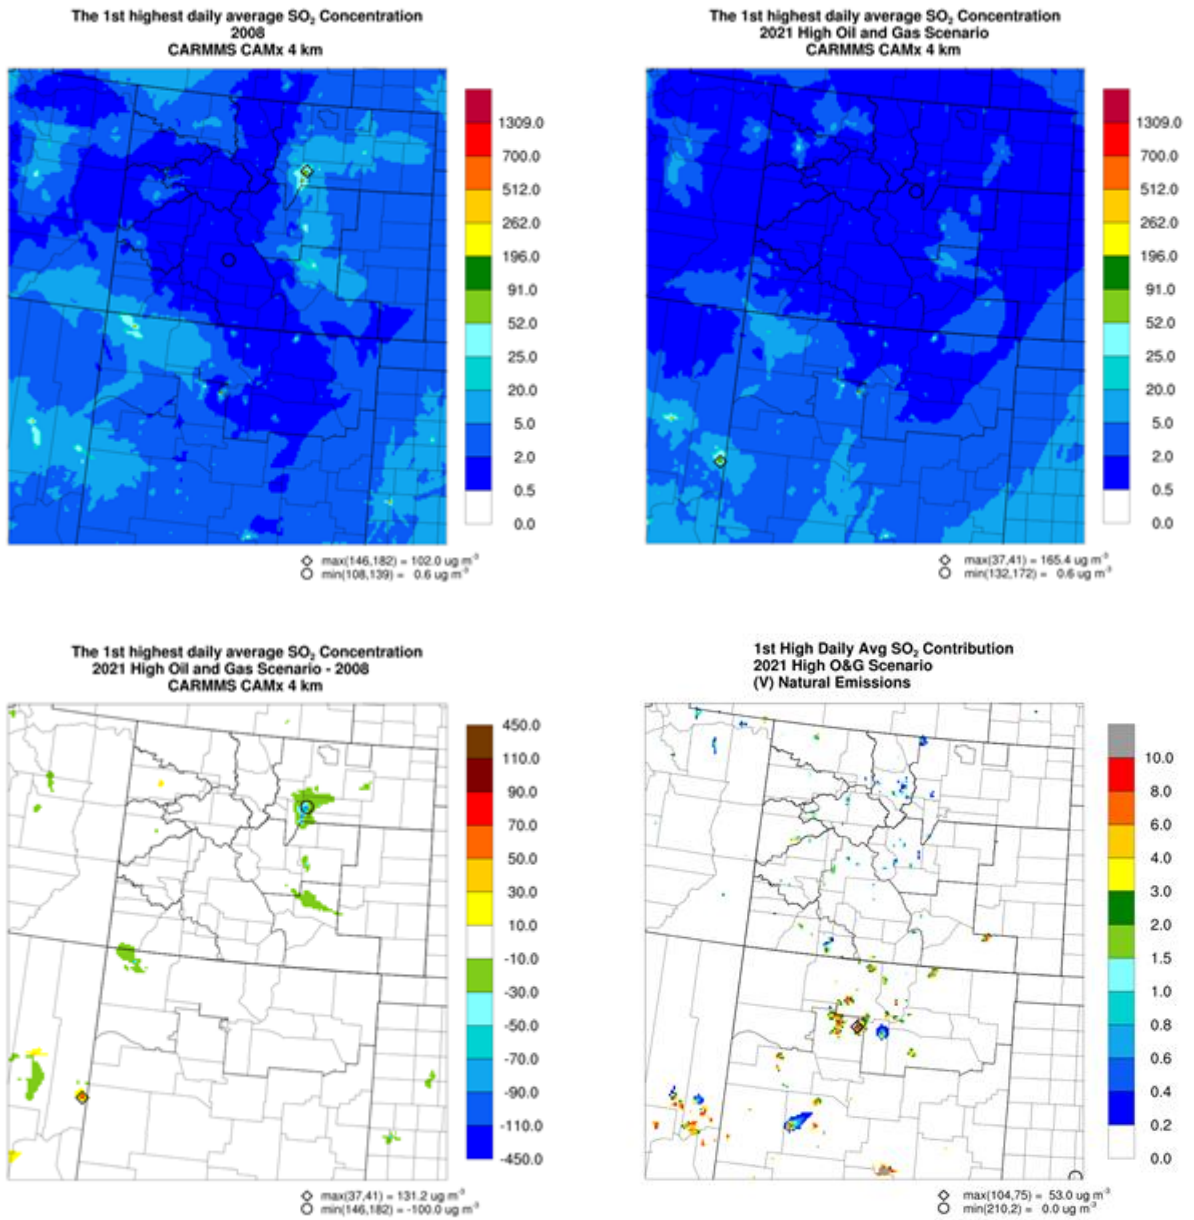 The 1st highest daily average SO₂ Concentration
2008
CARMMS CAMx 4 km
1309.0
700.0
512.0
262.0
196.0
91.0
52.0
25.0
20.0
5.0
2.0
0.5
0.0
max(146,182) = 102.0 ug m⁻³
min(108,139) = 0.6 ug m⁻³
The 1st highest daily average SO₂ Concentration
2021 High Oil and Gas Scenario
CARMMS CAMx 4 km
1309.0
700.0
512.0
262.0
196.0
91.0
52.0
25.0
20.0
5.0
2.0
0.5
0.0
max(37,41) = 165.4 ug m⁻³
min(132,172) = 0.6 ug m⁻³
The 1st highest daily average SO₂ Concentration
2021 High Oil and Gas Scenario - 2008
CARMMS CAMx 4 km
450.0
110.0
90.0
70.0
50.0
30.0
10.0
-10.0
-30.0
-50.0
-70.0
-90.0
-110.0
-450.0
max(37,41) = 131.2 ug m⁻³
min(146,182) = -100.0 ug m⁻³
1st High Daily Avg SO₂ Contribution
2021 High O&G Scenario
(V) Natural Emissions
10.0
8.0
6.0
4.0
3.0
2.0
1.5
1.0
0.8
0.6
0.4
0.2
0.0
max(104,75) = 53.0 ug m⁻³
min(210,2) = 0.0 ug m⁻³